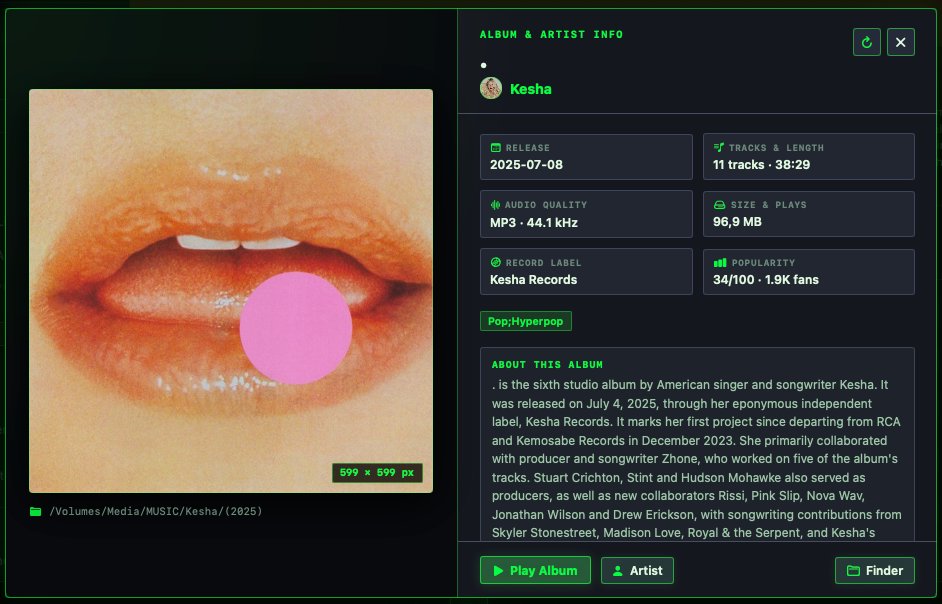 ALBUM & ARTIST INFO
.
Kesha
RELEASE
2025-07-08
TRACKS & LENGTH
11 tracks · 38:29
AUDIO QUALITY
MP3 · 44.1 kHz
SIZE & PLAYS
96,9 MB
RECORD LABEL
Kesha Records
POPULARITY
34/100 · 1.9K fans
Pop;Hyperpop
ABOUT THIS ALBUM
. is the sixth studio album by American singer and songwriter Kesha. It
was released on July 4, 2025, through her eponymous independent
label, Kesha Records. It marks her first project since departing from RCA
and Kemosabe Records in December 2023. She primarily collaborated
with producer and songwriter Zhone, who worked on five of the album's
tracks. Stuart Crichton, Stint and Hudson Mohawke also served as
producers, as well as new collaborators Rissi, Pink Slip, Nova Wav,
Jonathan Wilson and Drew Erickson, with songwriting contributions from
Skyler Stonestreet, Madison Love, Royal & the Serpent, and Kesha's
599 × 599 px
/Volumes/Media/MUSIC/Kesha/(2025)
Play Album
Artist
Finder